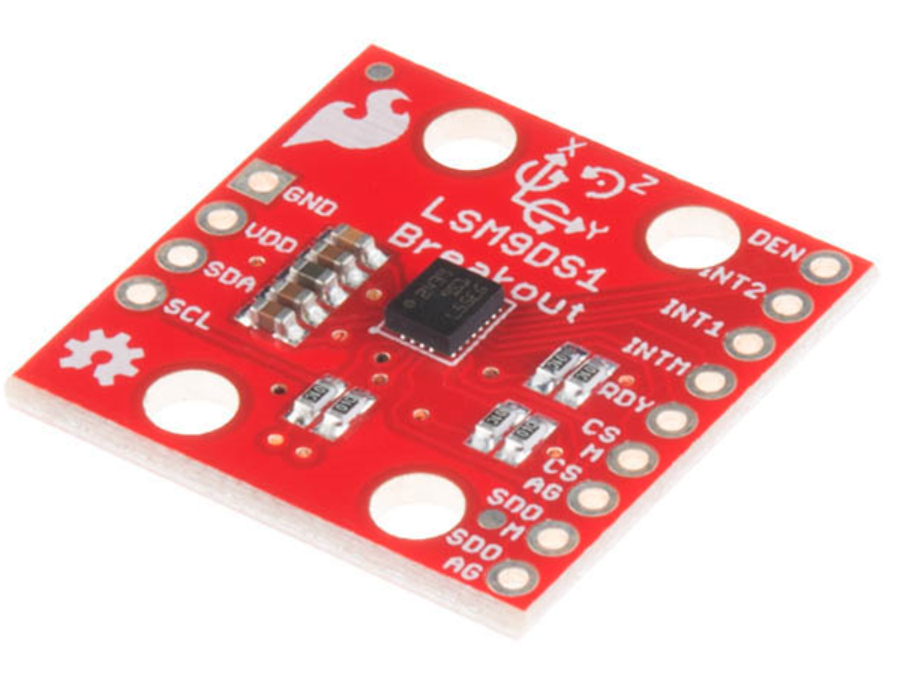 X
Z
Y
LSM9DS1
Breakout
GND
VDD
SDA
SCL
DEN
INT2
INT1
INTM
RDY
CS
M
CS
AG
SDO
M
SDO
AG